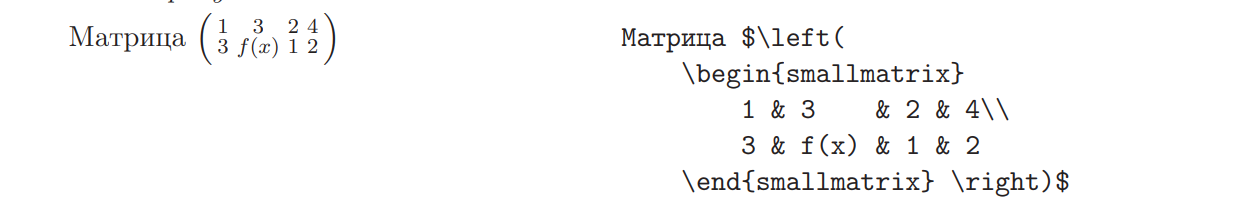 Матрица ( 1 3 2 4
3 f(x) 1 2 )
Матрица $\left(
\begin{smallmatrix}
1 & 3 & 2 & 4\\
3 & f(x) & 1 & 2
\end{smallmatrix} \right)$